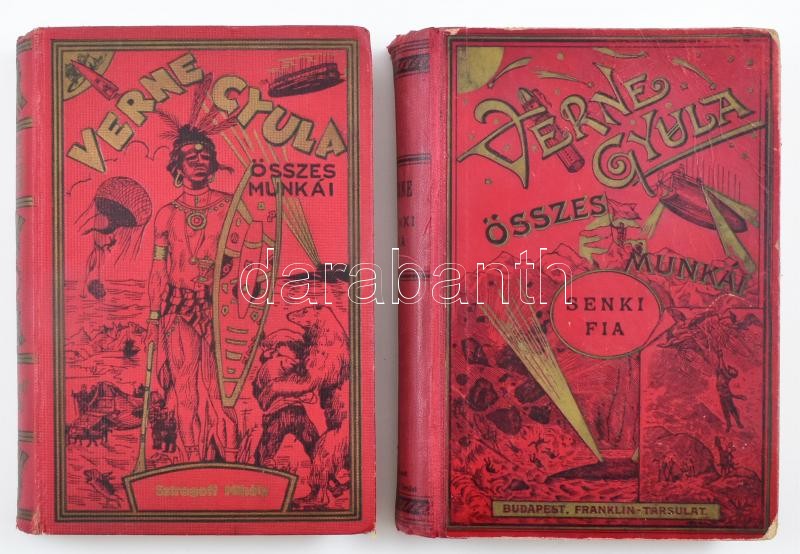 VERNE GYULA
ÖSSZES
MUNKÁI
Sztrogoff Mihály
VERNE
GYULA
ÖSSZES
MUNKÁI
SENKI
FIA
BUDAPEST. FRANKLIN-TÁRSULAT.
darabanth